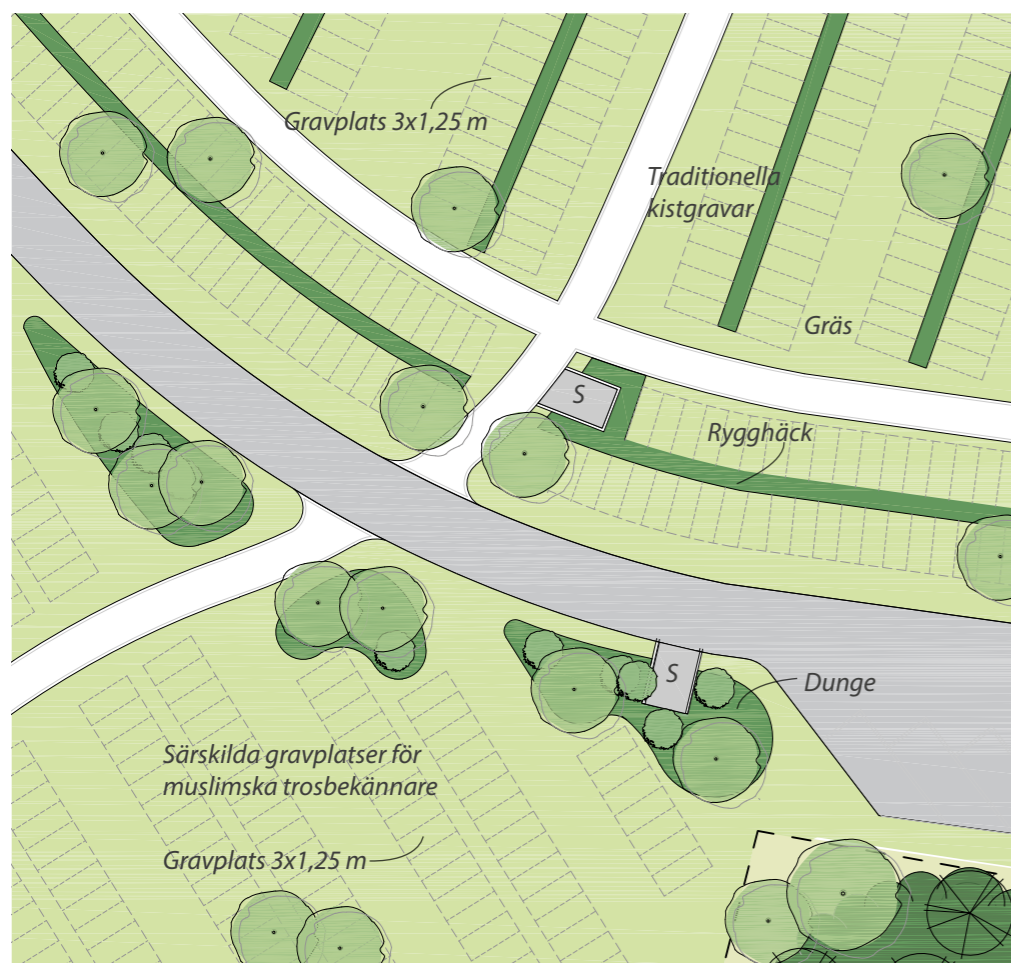 Gravplats 3x1,25 m
Traditionella
kistgravar
Gräs
S
Rygghäck
S
Dunge
Särskilda gravplatser för
muslimska trosbekännare
Gravplats 3x1,25 m